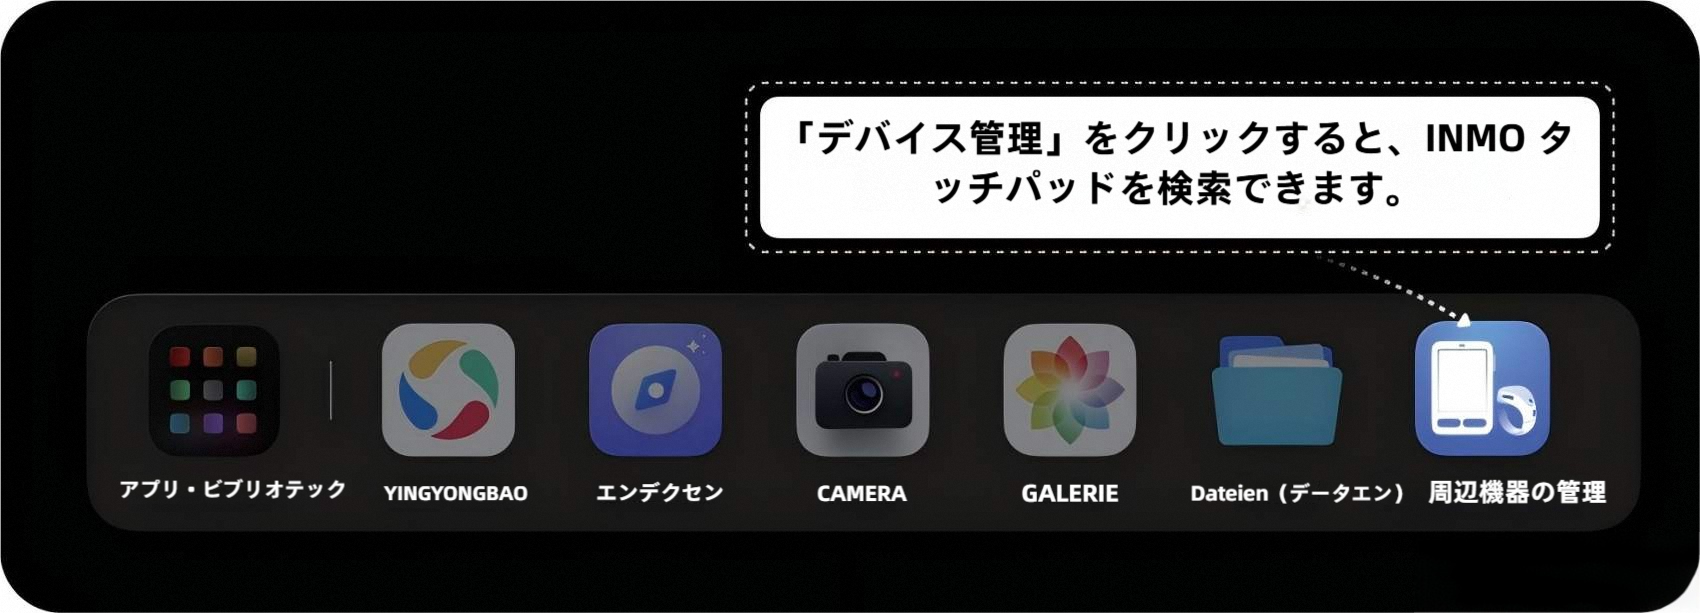 「デバイス管理」をクリックすると、INMO タ
ッチパッドを検索できます。
アプリ・ビブリオテック
YINGYONGBAO
エンデクセン
CAMERA
GALERIE
Dateien（データエン）
周辺機器の管理